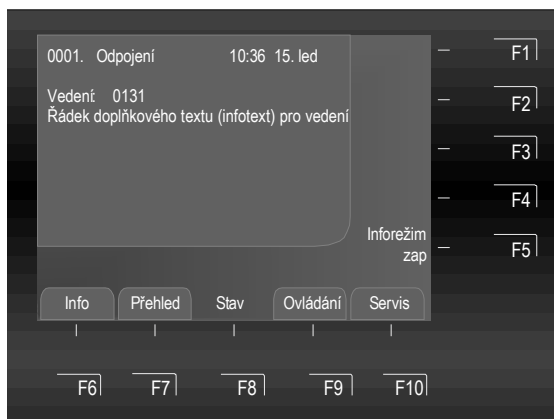 0001. Odpojení 10:36 15. led
Vedení: 0131
Řádek doplňkového textu (infotext) pro vedení
Inforežim
zap
Info Přehled Stav Ovládání Servis
F1
F2
F3
F4
F5
F6 F7 F8 F9 F10